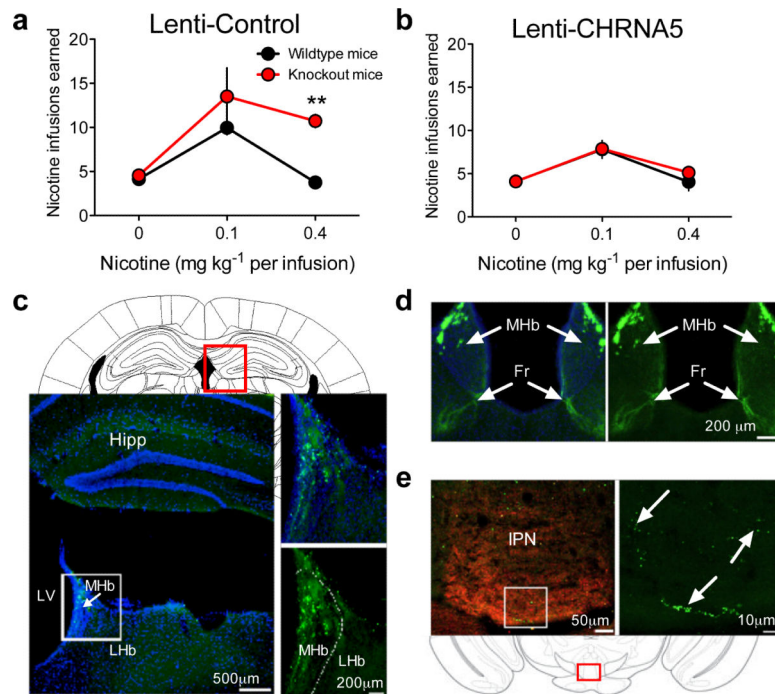 a
Lenti-Control
Nicotine infusions earned
20
15
10
5
0
Wildtype mice
Knockout mice
**
0
0.1
0.4
Nicotine (mg kg⁻¹ per infusion)
b
Lenti-CHRNA5
Nicotine infusions earned
20
15
10
5
0
0
0.1
0.4
Nicotine (mg kg⁻¹ per infusion)
c
Hipp
LV
MHb
LHb
500μm
MHb
LHb
200μm
d
MHb
MHb
Fr
Fr
200 μm
e
IPN
50μm
10μm